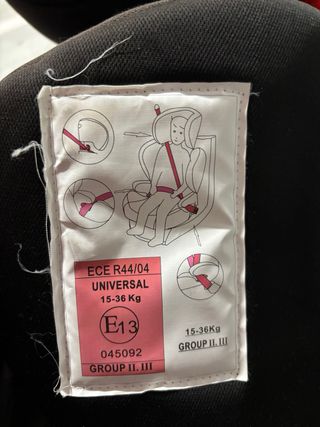 ECE R44/04
UNIVERSAL
15-36 Kg
E13
045092
GROUP II. III
15-36Kg
GROUP II. III